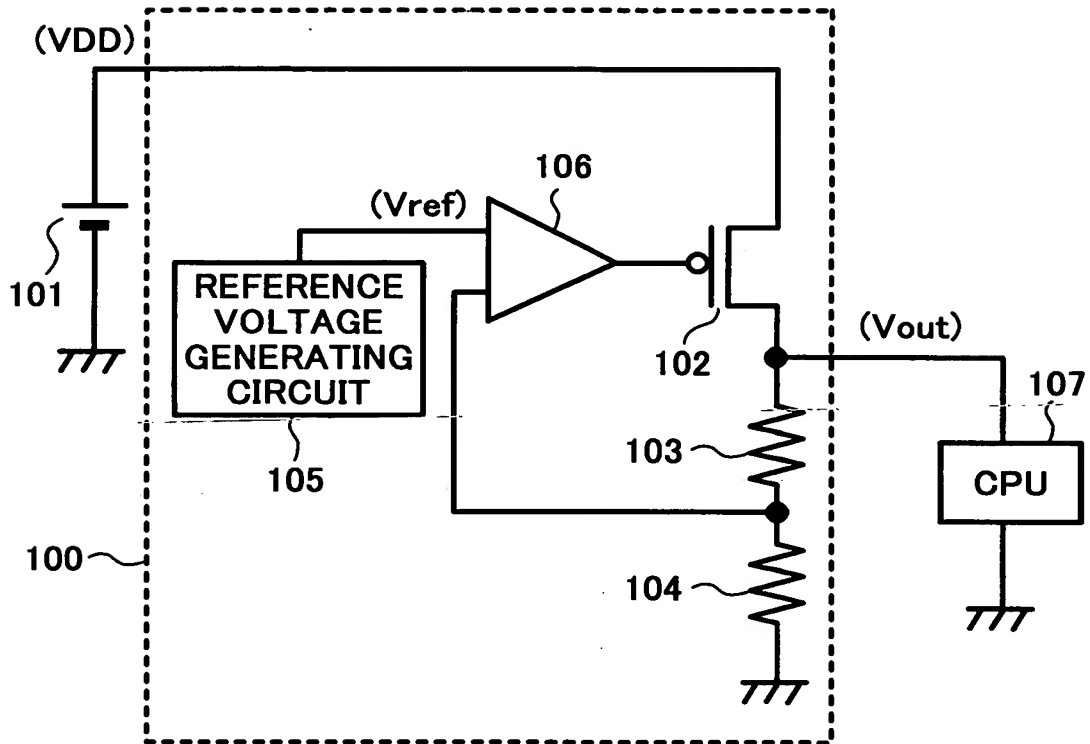 (VDD)
106
(Vref)
101
REFERENCE
VOLTAGE
GENERATING
CIRCUIT
102
(Vout)
107
105
103
CPU
100
104